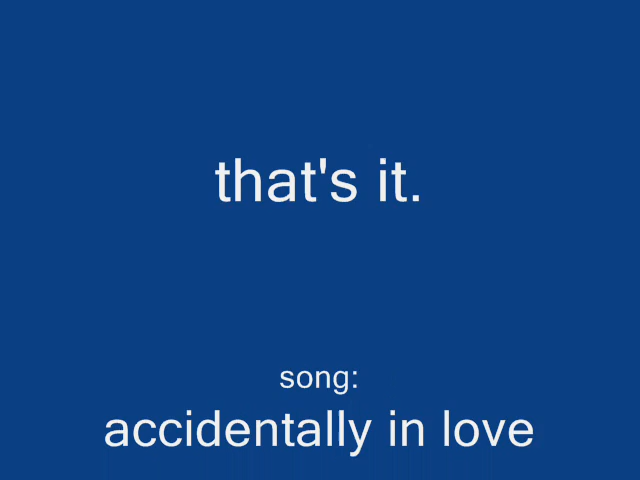 that's it.
song:
accidentally in love